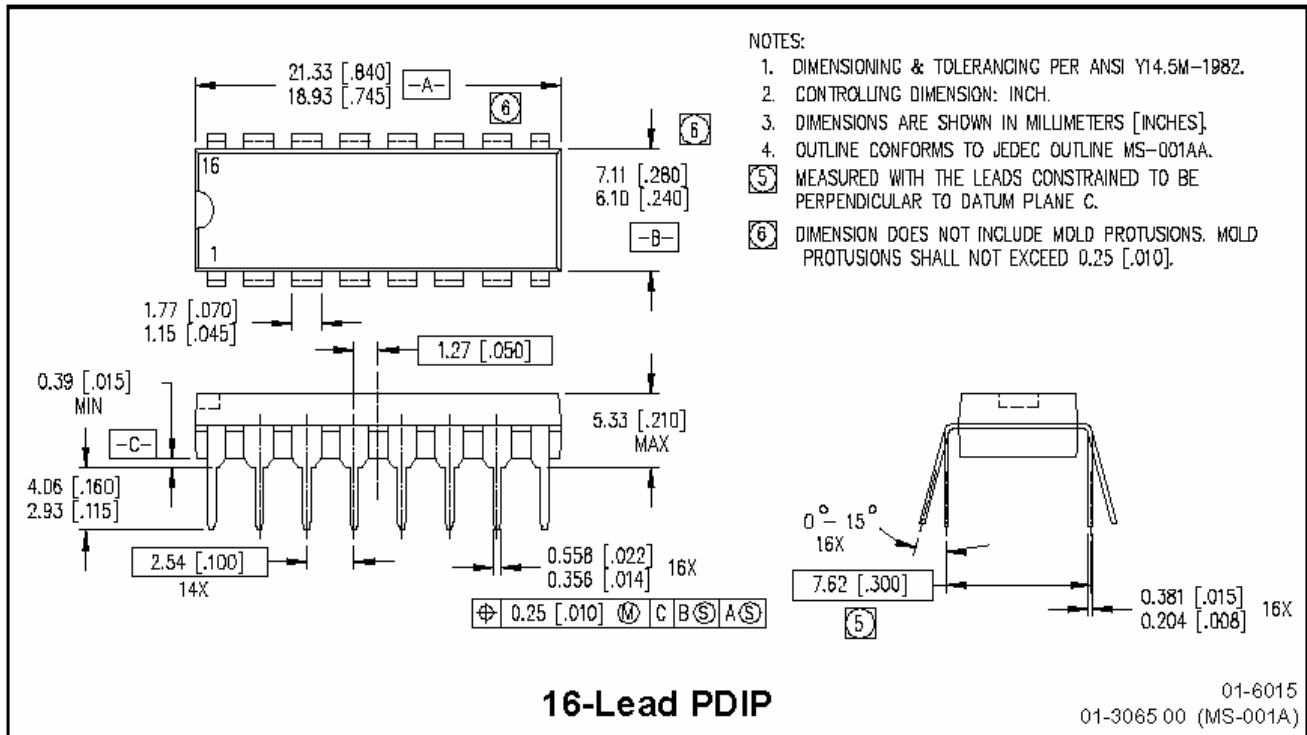 21.33 [.840]
18.93 [.745]
-A-
6
6
16
1
7.11 [.280]
6.10 [.240]
-B-
NOTES:
1. DIMENSIONING & TOLERANCING PER ANSI Y14.5M-1982.
2. CONTROLLING DIMENSION: INCH.
3. DIMENSIONS ARE SHOWN IN MILLIMETERS [INCHES].
4. OUTLINE CONFORMS TO JEDEC OUTLINE MS-001AA.
5 MEASURED WITH THE LEADS CONSTRAINED TO BE
PERPENDICULAR TO DATUM PLANE C.
6 DIMENSION DOES NOT INCLUDE MOLD PROTUSIONS. MOLD
PROTUSIONS SHALL NOT EXCEED 0.25 [.010].
1.77 [.070]
1.15 [.045]
1.27 [.050]
0.39 [.015]
MIN
-C-
5.33 [.210]
MAX
4.06 [.160]
2.93 [.115]
2.54 [.100]
14X
0.558 [.022]
0.356 [.014] 16X
⌖ 0.25 [.010] Ⓜ C B Ⓢ A Ⓢ
0°-15°
16X
7.62 [.300]
5
0.381 [.015]
0.204 [.008] 16X
16-Lead PDIP
01-6015
01-3065 00 (MS-001A)